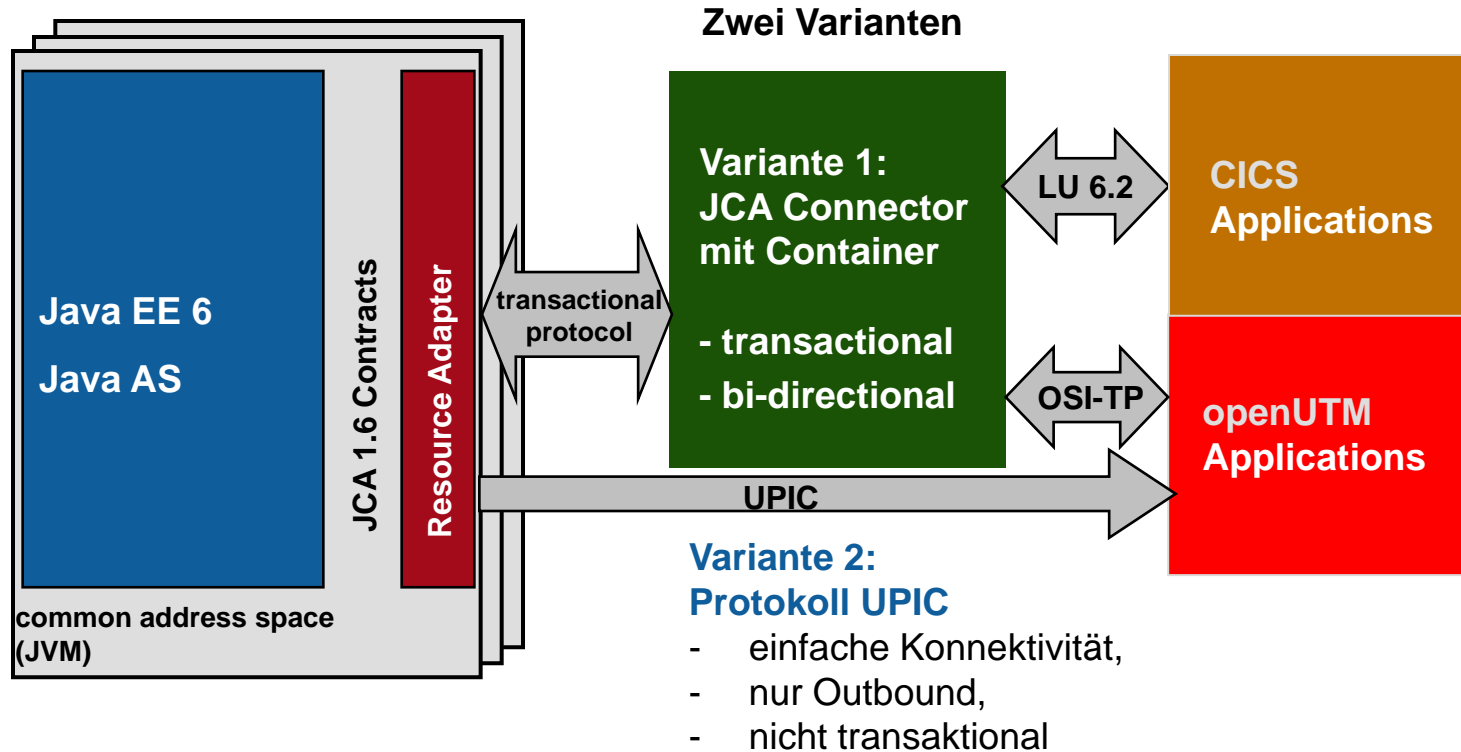 Zwei Varianten
Java EE 6
Java AS
JCA 1.6 Contracts
Resource Adapter
common address space
(JVM)
transactional
protocol
Variante 1:
JCA Connector
mit Container
- transactional
- bi-directional
LU 6.2
OSI-TP
CICS
Applications
openUTM
Applications
UPIC
Variante 2:
Protokoll UPIC
- einfache Konnektivität,
- nur Outbound,
- nicht transaktional